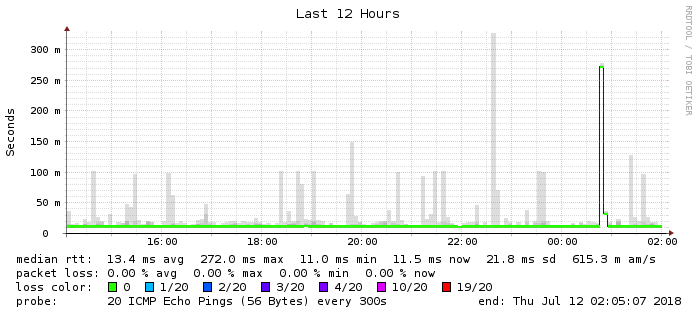 Last 12 Hours
RRDTOOL / TOBI OETIKER
Seconds
300 m
250 m
200 m
150 m
100 m
50 m
0
16:00 18:00 20:00 22:00 00:00 02:00
median rtt: 13.4 ms avg 272.0 ms max 11.0 ms min 11.5 ms now 21.8 ms sd 615.3 m am/s
packet loss: 0.00 % avg 0.00 % max 0.00 % min 0.00 % now
loss color: 0 1/20 2/20 3/20 4/20 10/20 19/20
probe: 20 ICMP Echo Pings (56 Bytes) every 300s end: Thu Jul 12 02:05:07 2018